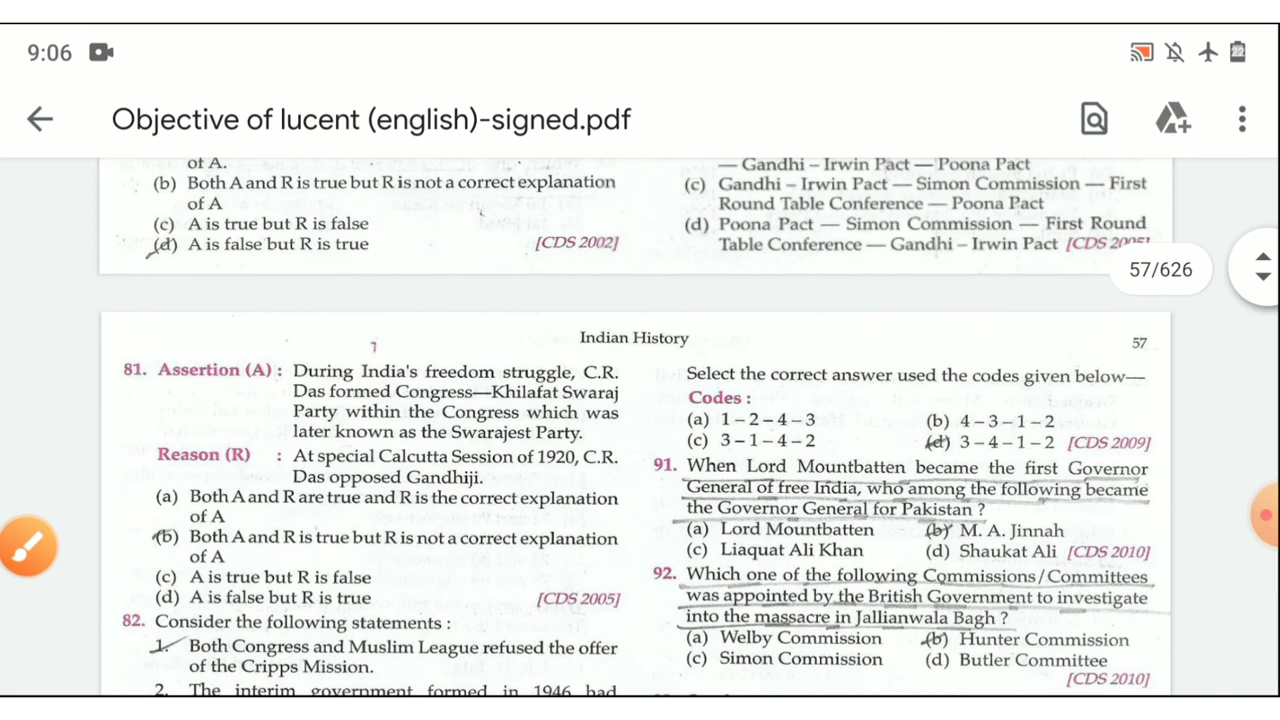 9:06
22
Objective of lucent (english)-signed.pdf
of A.
(b) Both A and R is true but R is not a correct explanation
of A
(c) A is true but R is false
(d) A is false but R is true [CDS 2002]
— Gandhi – Irwin Pact — Poona Pact
(c) Gandhi – Irwin Pact — Simon Commission — First
Round Table Conference — Poona Pact
(d) Poona Pact — Simon Commission — First Round
Table Conference — Gandhi – Irwin Pact [CDS 2005]
57/626
Indian History
57
81. Assertion (A) : During India's freedom struggle, C.R.
Das formed Congress—Khilafat Swaraj
Party within the Congress which was
later known as the Swarajest Party.
Reason (R) : At special Calcutta Session of 1920, C.R.
Das opposed Gandhiji.
(a) Both A and R are true and R is the correct explanation
of A
(b) Both A and R is true but R is not a correct explanation
of A
(c) A is true but R is false
(d) A is false but R is true [CDS 2005]
82. Consider the following statements :
1. Both Congress and Muslim League refused the offer
of the Cripps Mission.
2. The interim government formed in 1946 had
Select the correct answer used the codes given below—
Codes :
(a) 1 – 2 – 4 – 3 (b) 4 – 3 – 1 – 2
(c) 3 – 1 – 4 – 2 (d) 3 – 4 – 1 – 2 [CDS 2009]
91. When Lord Mountbatten became the first Governor
General of free India, who among the following became
the Governor General for Pakistan ?
(a) Lord Mountbatten (b) M. A. Jinnah
(c) Liaquat Ali Khan (d) Shaukat Ali [CDS 2010]
92. Which one of the following Commissions/Committees
was appointed by the British Government to investigate
into the massacre in Jallianwala Bagh ?
(a) Welby Commission (b) Hunter Commission
(c) Simon Commission (d) Butler Committee
[CDS 2010]